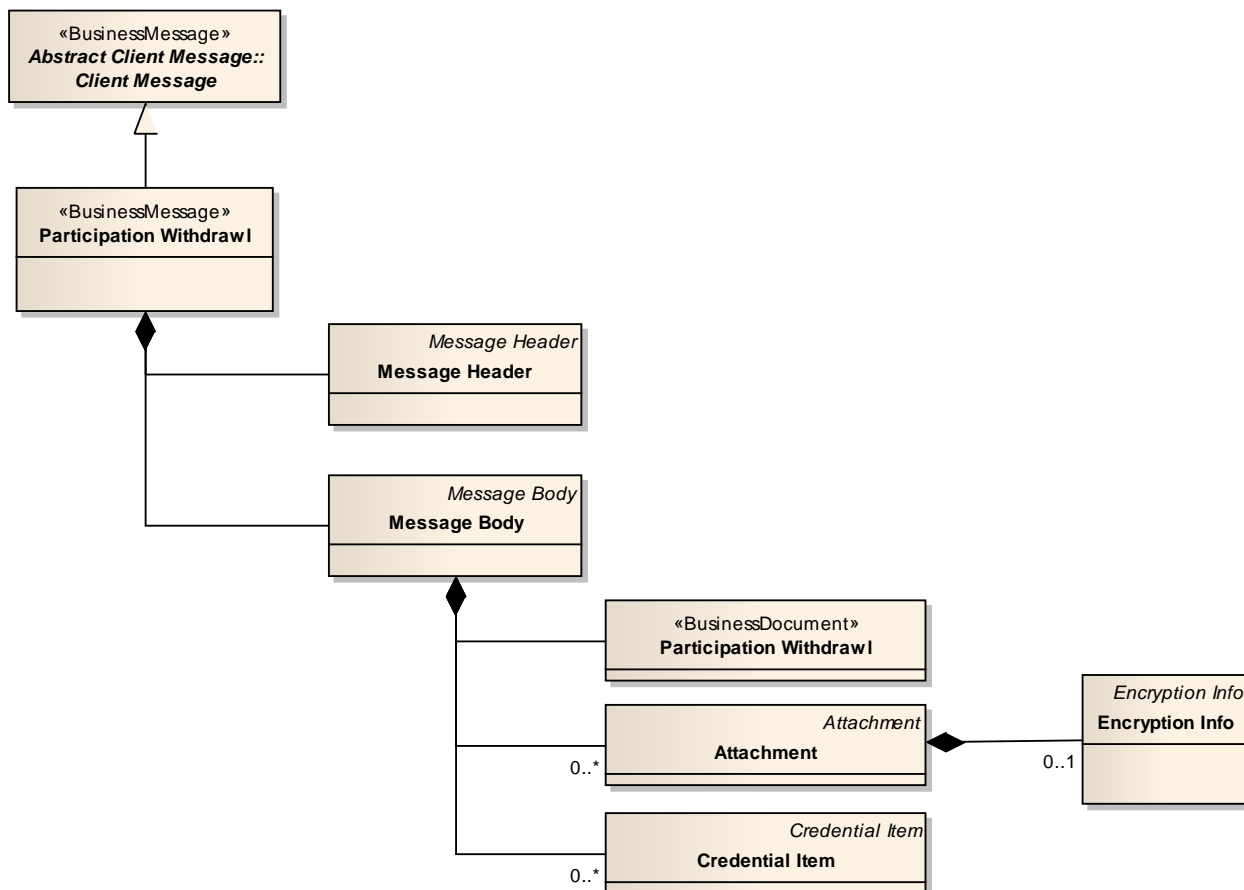 «BusinessMessage»
Abstract Client Message::
Client Message
«BusinessMessage»
Participation Withdrawl
Message Header
Message Header
Message Body
Message Body
«BusinessDocument»
Participation Withdrawl
Attachment
Attachment
0..*
Encryption Info
Encryption Info
0..1
Credential Item
Credential Item
0..*